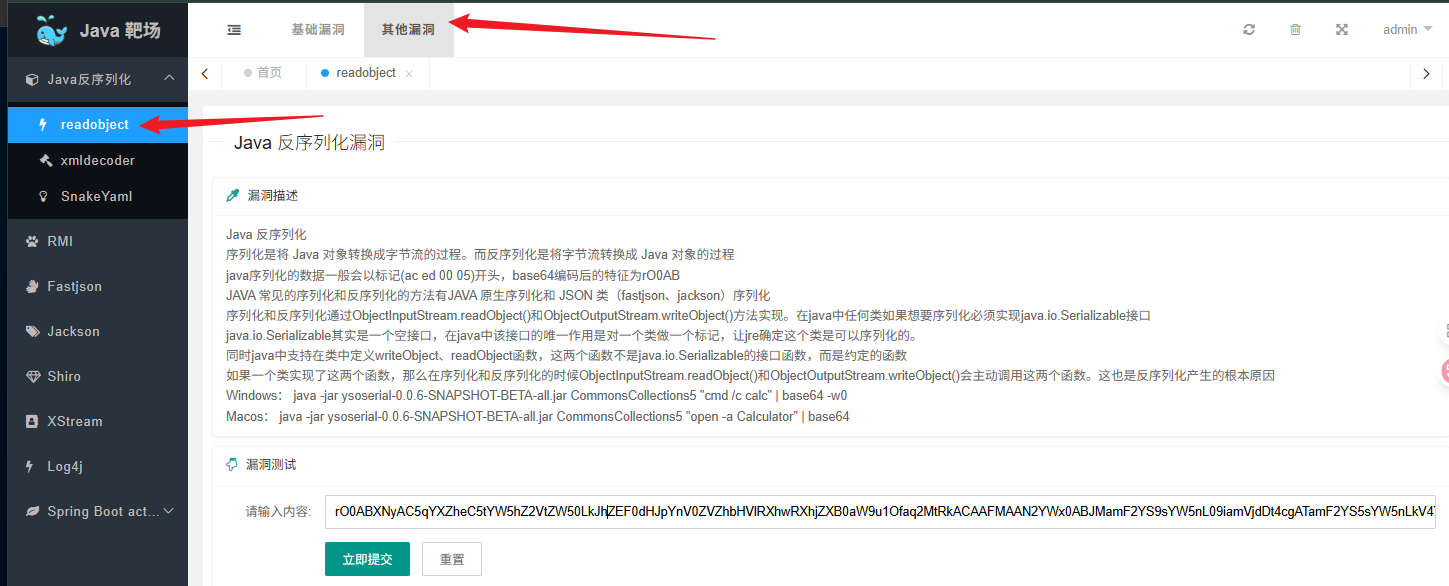 Java 靶场
基础漏洞
其他漏洞
admin
Java反序列化
首页
readobject
readobject
xmldecoder
SnakeYaml
RMI
Fastjson
Jackson
Shiro
XStream
Log4j
Spring Boot act...
Java 反序列化漏洞
漏洞描述
Java 反序列化
序列化是将 Java 对象转换成字节流的过程。而反序列化是将字节流转换成 Java 对象的过程
java序列化的数据一般会以标记(ac ed 00 05)开头，base64编码后的特征为rO0AB
JAVA 常见的序列化和反序列化的方法有JAVA 原生序列化和 JSON 类（fastjson、jackson）序列化
序列化和反序列化通过ObjectInputStream.readObject()和ObjectOutputStream.writeObject()方法实现。在java中任何类如果想要序列化必须实现java.io.Serializable接口
java.io.Serializable其实是一个空接口，在java中该接口的唯一作用是对一个类做一个标记，让jre确定这个类是可以序列化的。
同时java中支持在类中定义writeObject、readObject函数，这两个函数不是java.io.Serializable的接口函数，而是约定的函数
如果一个类实现了这两个函数，那么在序列化和反序列化的时候ObjectInputStream.readObject()和ObjectOutputStream.writeObject()会主动调用这两个函数。这也是反序列化产生的根本原因
Windows： java -jar ysoserial-0.0.6-SNAPSHOT-BETA-all.jar CommonsCollections5 "cmd /c calc" | base64 -w0
Macos： java -jar ysoserial-0.0.6-SNAPSHOT-BETA-all.jar CommonsCollections5 "open -a Calculator" | base64
漏洞测试
请输入内容:
rO0ABXNyAC5qYXZheC5tYW5hZ2VtZW50LkJhZEF0dHJpYnV0ZVZhbHVlRXhwRXhjZXB0aW9u1Ofaq2MtRkACAAFMAAN2YWx0ABJMamF2YS9sYW5nL09iamVjdDt4cgATamF2YS5sYW5nLkV4
立即提交
重置